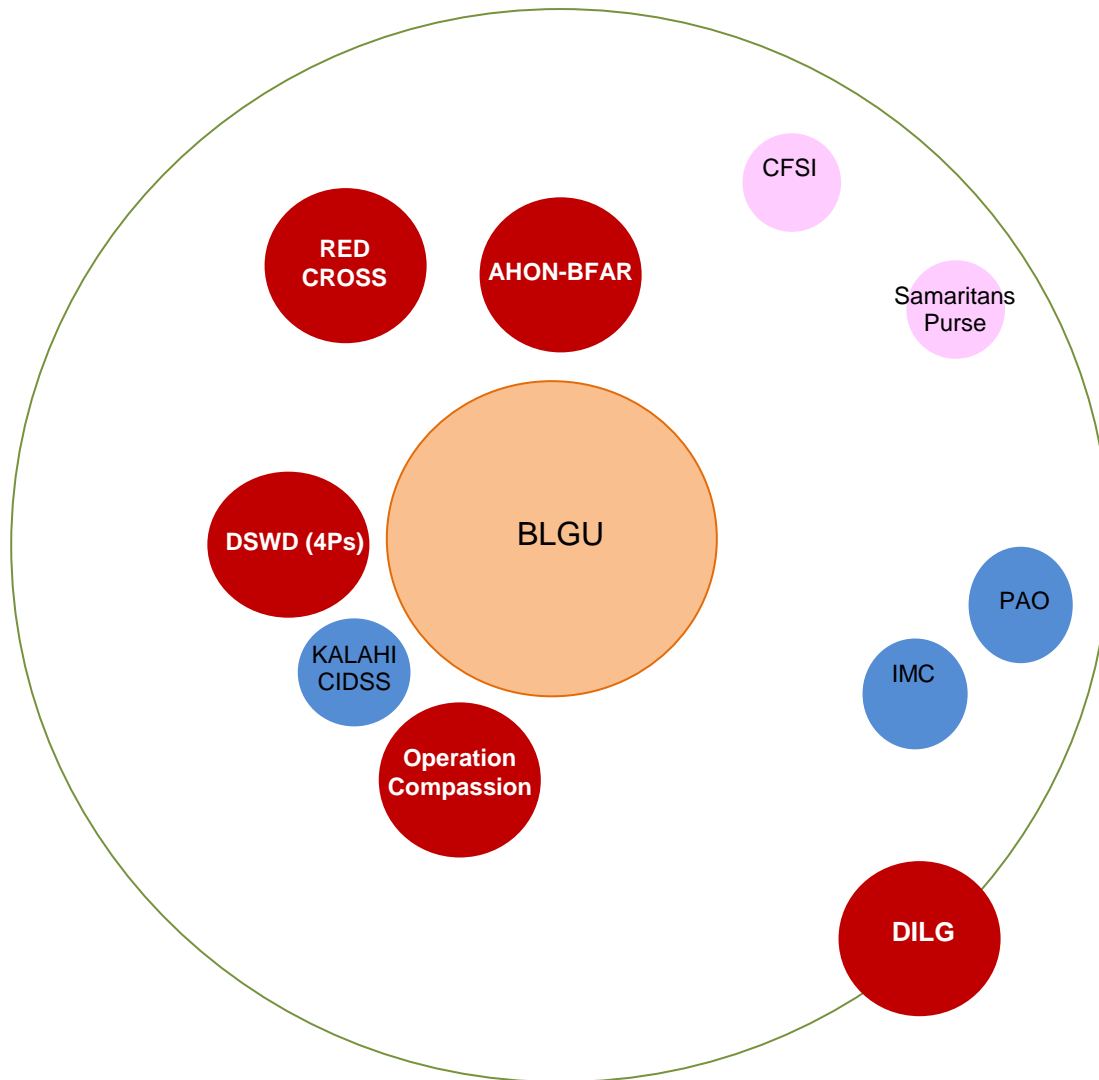 CFSI
RED
CROSS
AHON-BFAR
Samaritans
Purse
BLGU
DSWD (4Ps)
PAO
KALAHI
CIDSS
IMC
Operation
Compassion
DILG